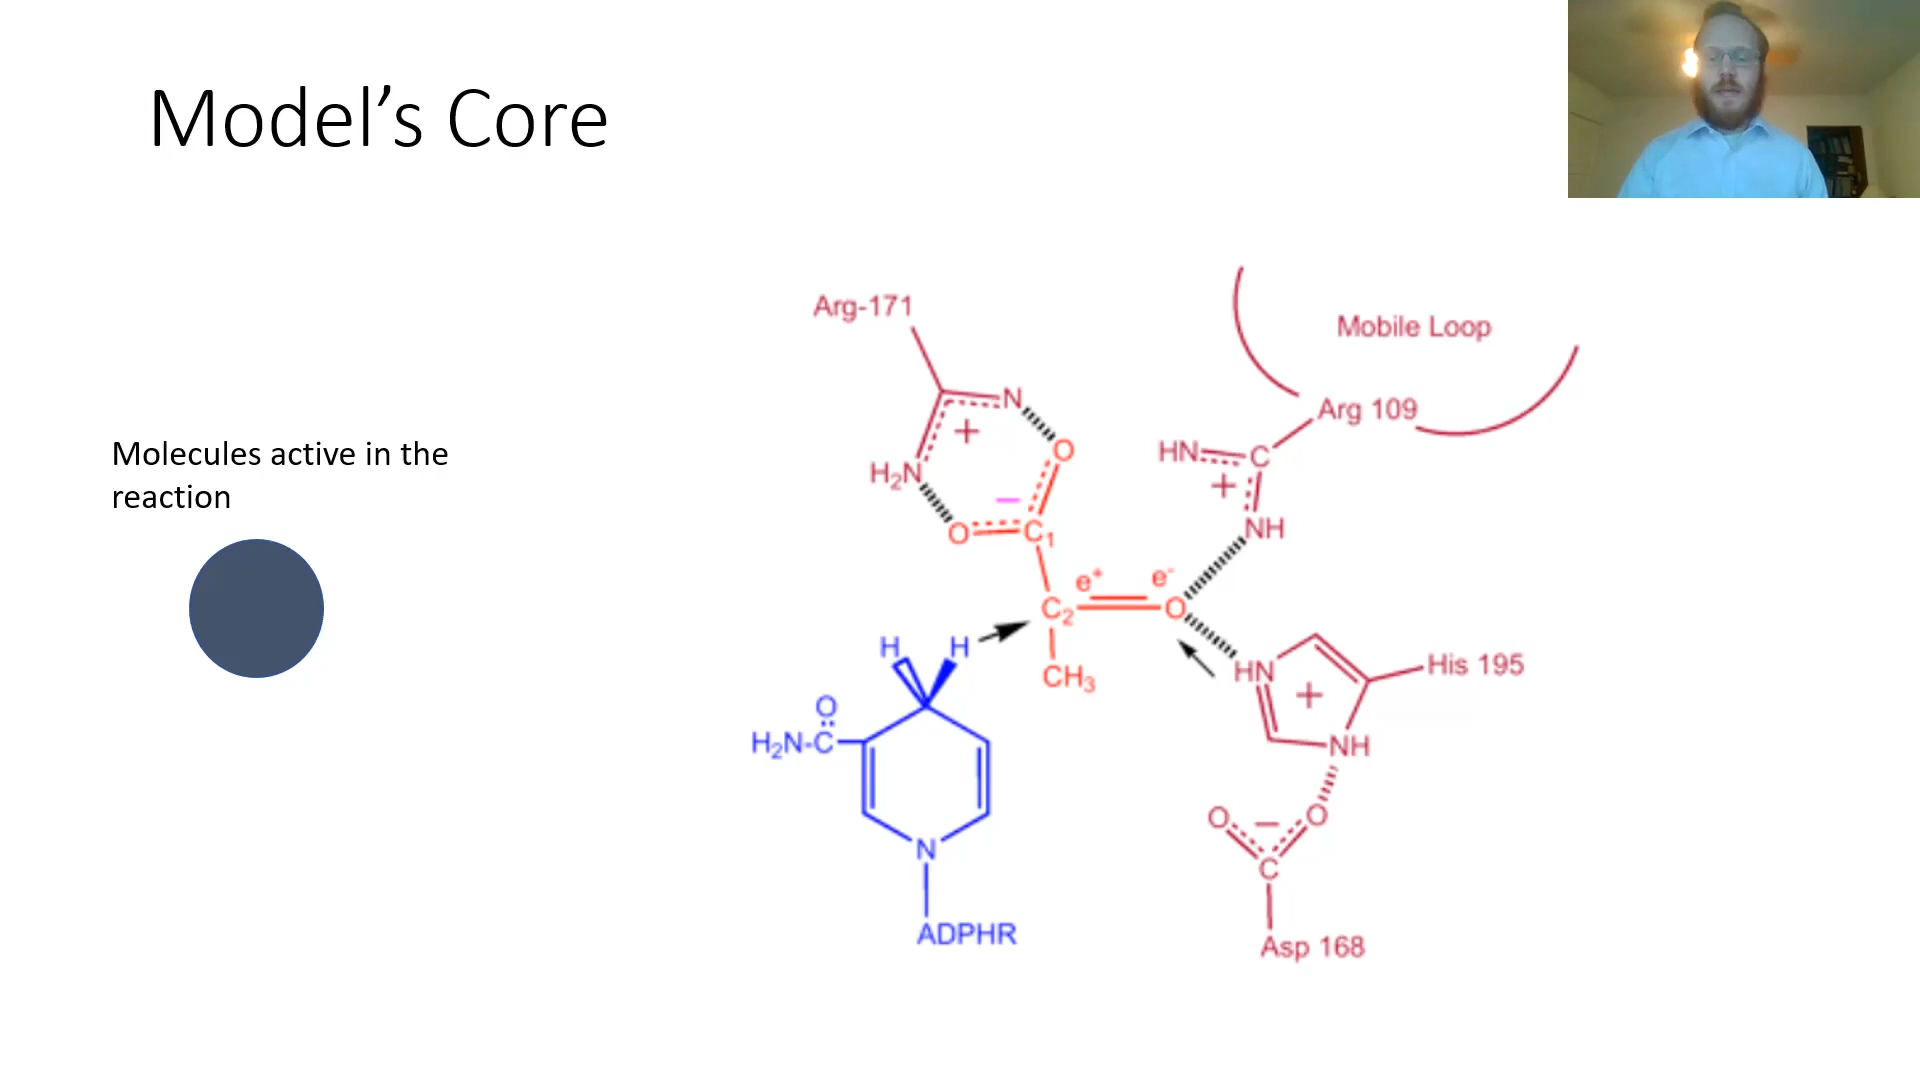 Model’s Core
Molecules active in the
reaction
Arg-171
Mobile Loop
Arg 109
N
+
O
HN
C
+
H₂N
−
O
C₁
NH
e⁺
e⁻
C₂
O
H
H
CH₃
HN
His 195
+
O
H₂N-C
NH
O
−
O
C
N
ADPHR
Asp 168